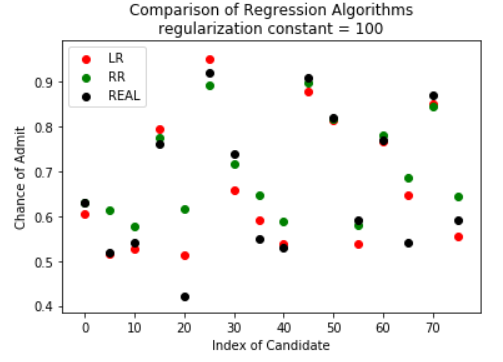 Comparison of Regression Algorithms
regularization constant = 100
LR
RR
REAL
Chance of Admit
0.9
0.8
0.7
0.6
0.5
0.4
0 10 20 30 40 50 60 70
Index of Candidate